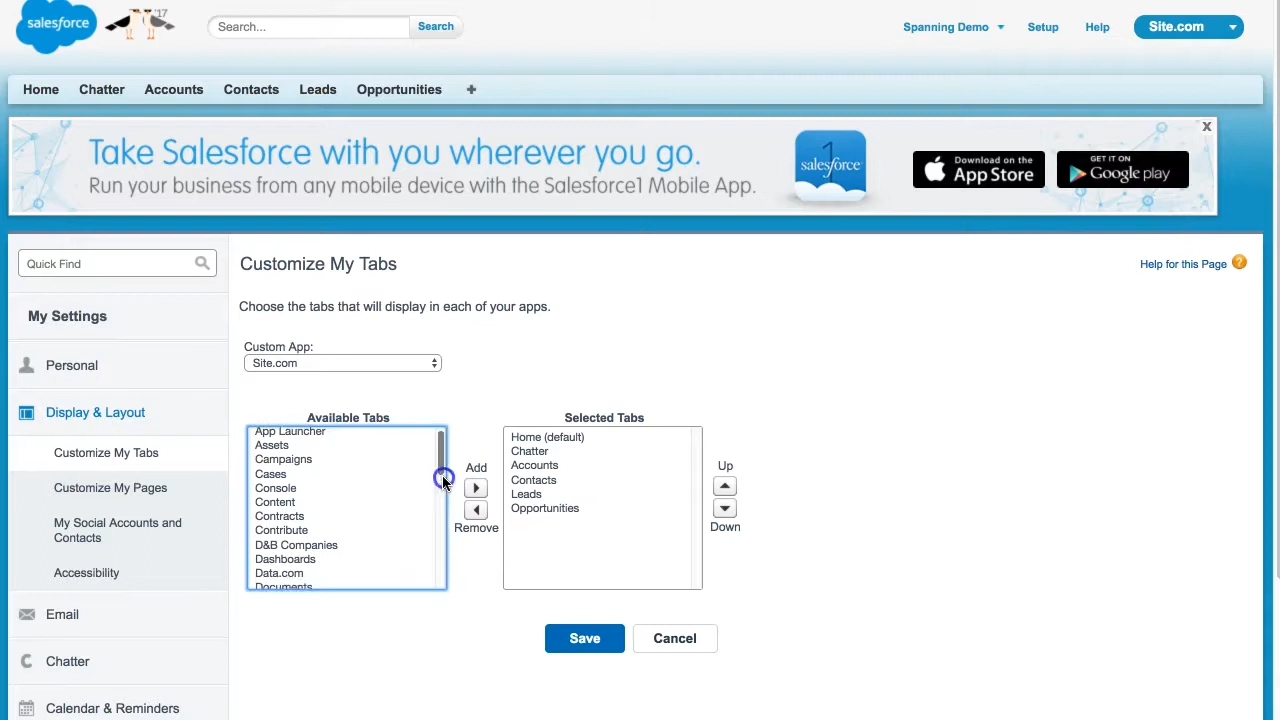 salesforce
'17
Search...
Search
Spanning Demo
Setup
Help
Site.com
Home
Chatter
Accounts
Contacts
Leads
Opportunities
+
Take Salesforce with you wherever you go.
Run your business from any mobile device with the Salesforce1 Mobile App.
1
salesforce
Download on the
App Store
GET IT ON
Google play
X
Quick Find
My Settings
Personal
Display & Layout
Customize My Tabs
Customize My Pages
My Social Accounts and
Contacts
Accessibility
Email
Chatter
Calendar & Reminders
Customize My Tabs
Help for this Page ?
Choose the tabs that will display in each of your apps.
Custom App:
Site.com
Available Tabs
App Launcher
Assets
Campaigns
Cases
Console
Content
Contracts
Contribute
D&B Companies
Dashboards
Data.com
Documents
Add
Remove
Selected Tabs
Home (default)
Chatter
Accounts
Contacts
Leads
Opportunities
Up
Down
Save
Cancel